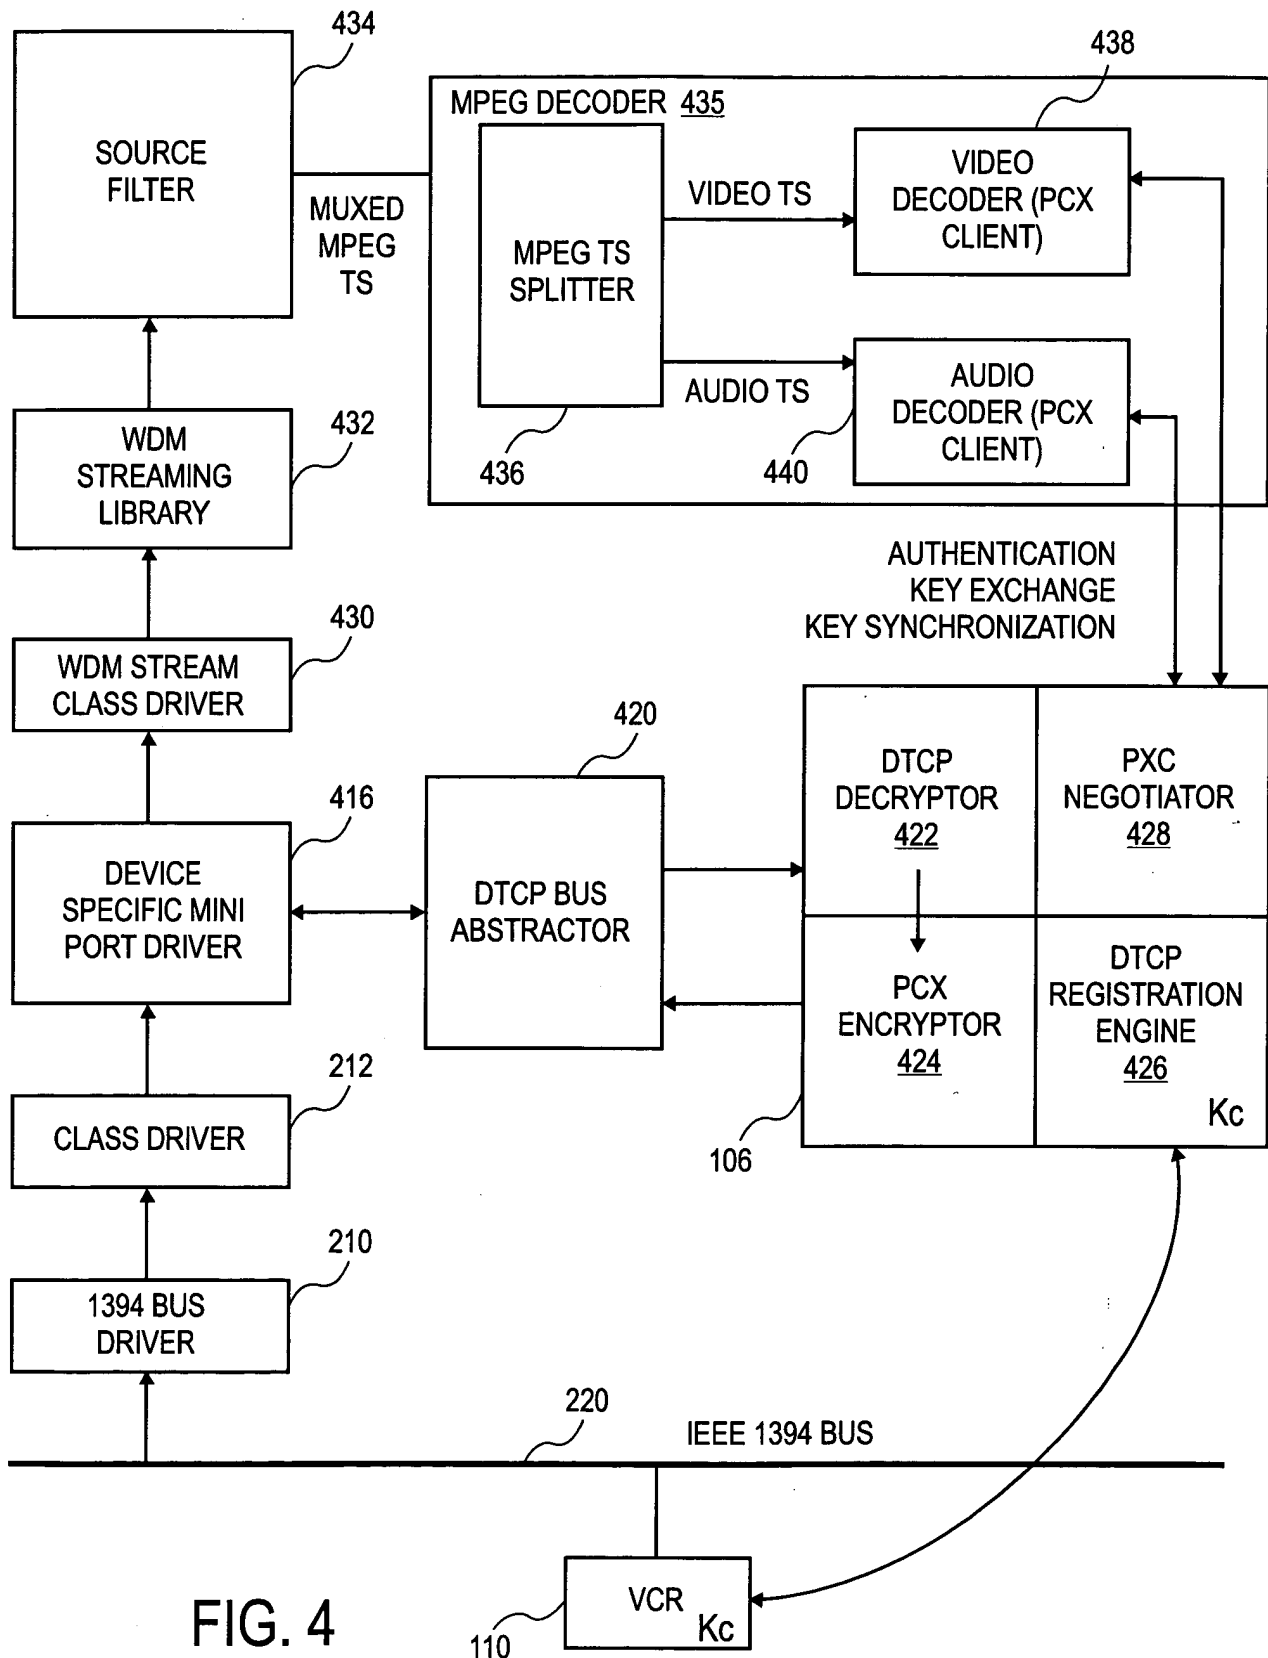 434
SOURCE
FILTER
MUXED
MPEG
TS
438
MPEG DECODER 435
MPEG TS
SPLITTER
436
VIDEO TS
AUDIO TS
VIDEO
DECODER (PCX
CLIENT)
AUDIO
DECODER (PCX
CLIENT)
440
432
WDM
STREAMING
LIBRARY
AUTHENTICATION
KEY EXCHANGE
KEY SYNCHRONIZATION
430
WDM STREAM
CLASS DRIVER
416
DEVICE
SPECIFIC MINI
PORT DRIVER
420
DTCP BUS
ABSTRACTOR
DTCP
DECRYPTOR
422
PXC
NEGOTIATOR
428
PCX
ENCRYPTOR
424
DTCP
REGISTRATION
ENGINE
426
Kc
106
212
CLASS DRIVER
210
1394 BUS
DRIVER
220
IEEE 1394 BUS
VCR
Kc
110
FIG. 4